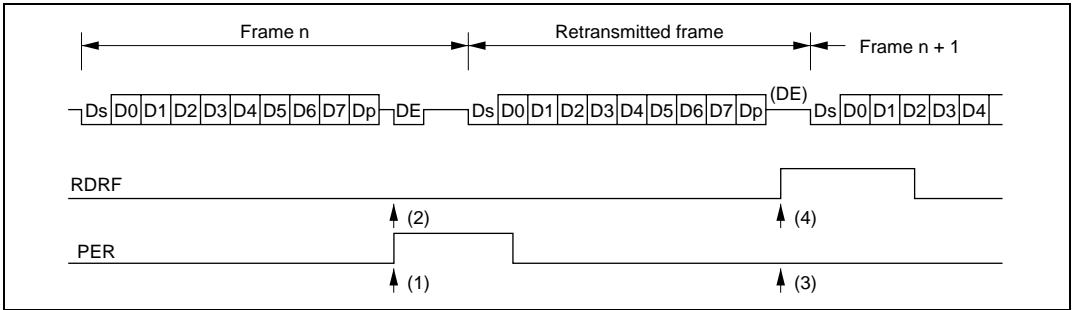 Frame n
Retransmitted frame
Frame n + 1
(DE)
Ds D0 D1 D2 D3 D4 D5 D6 D7 Dp DE Ds D0 D1 D2 D3 D4 D5 D6 D7 Dp Ds D0 D1 D2 D3 D4
RDRF
(2)
(4)
PER
(1)
(3)